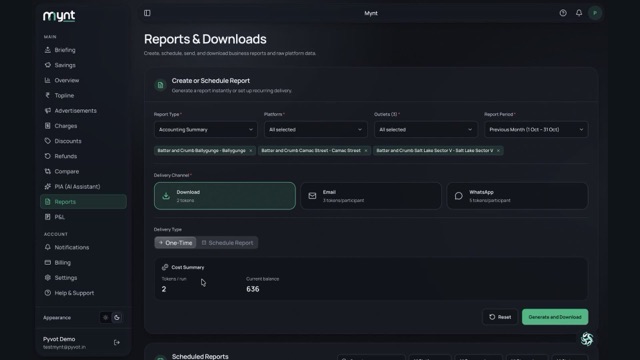 mynt
Mynt
P
MAIN
Briefing
Savings
Overview
Topline
Advertisements
Charges
Discounts
Refunds
Compare
PIA (AI Assistant)
Reports
P&L
ACCOUNT
Notifications
Billing
Settings
Help & Support
Appearance
Pyvot Demo
testmynt@pyvot.in
Reports & Downloads
Create, schedule, send, and download business reports and raw platform data.
Create or Schedule Report
Generate a report instantly or set up recurring delivery.
Report Type * Platform * Outlets (3) * Report Period *
Accounting Summary All selected All selected Previous Month (1 Oct – 31 Oct)
Batter and Crumb Ballygunge - Ballygunge × Batter and Crumb Camac Street - Camac Street × Batter and Crumb Salt Lake Sector V - Salt Lake Sector V ×
Delivery Channel *
Download Email WhatsApp
2 tokens 3 tokens/participant 5 tokens/participant
Delivery Type
One-Time Schedule Report
Cost Summary
Tokens / run Current balance
2 636
Reset Generate and Download
Scheduled Reports